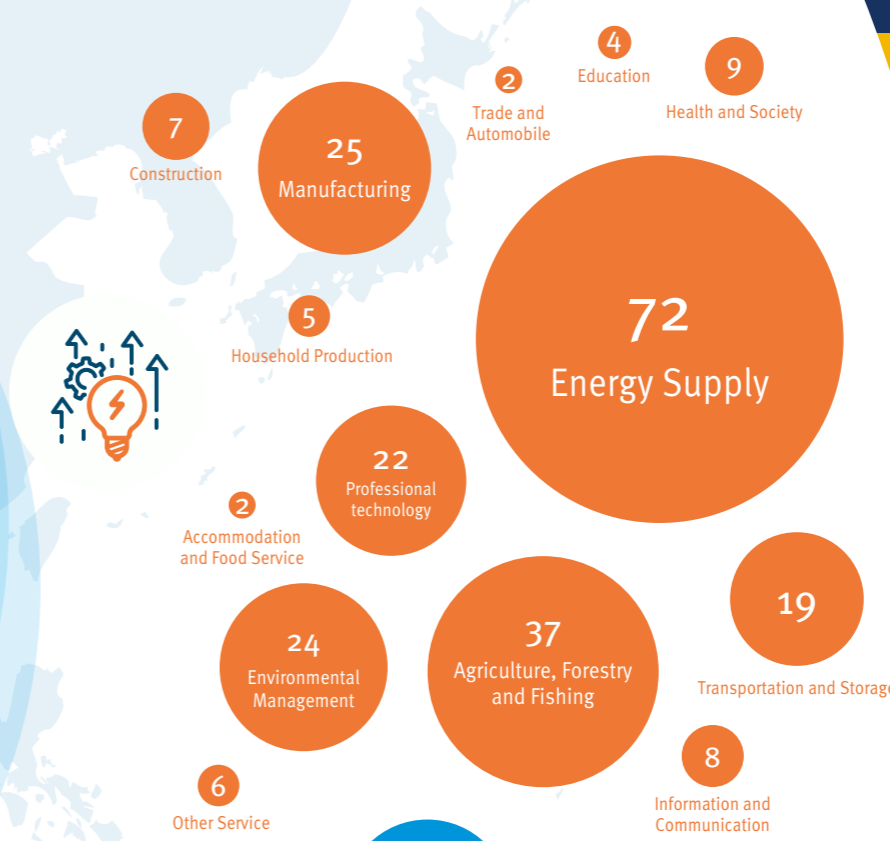 4
Education
2
Trade and
Automobile
9
Health and Society
7
Construction
25
Manufacturing
72
Energy Supply
5
Household Production
22
Professional
technology
2
Accommodation
and Food Service
19
Transportation and Storage
24
Environmental
Management
37
Agriculture, Forestry
and Fishing
8
Information and
Communication
6
Other Service